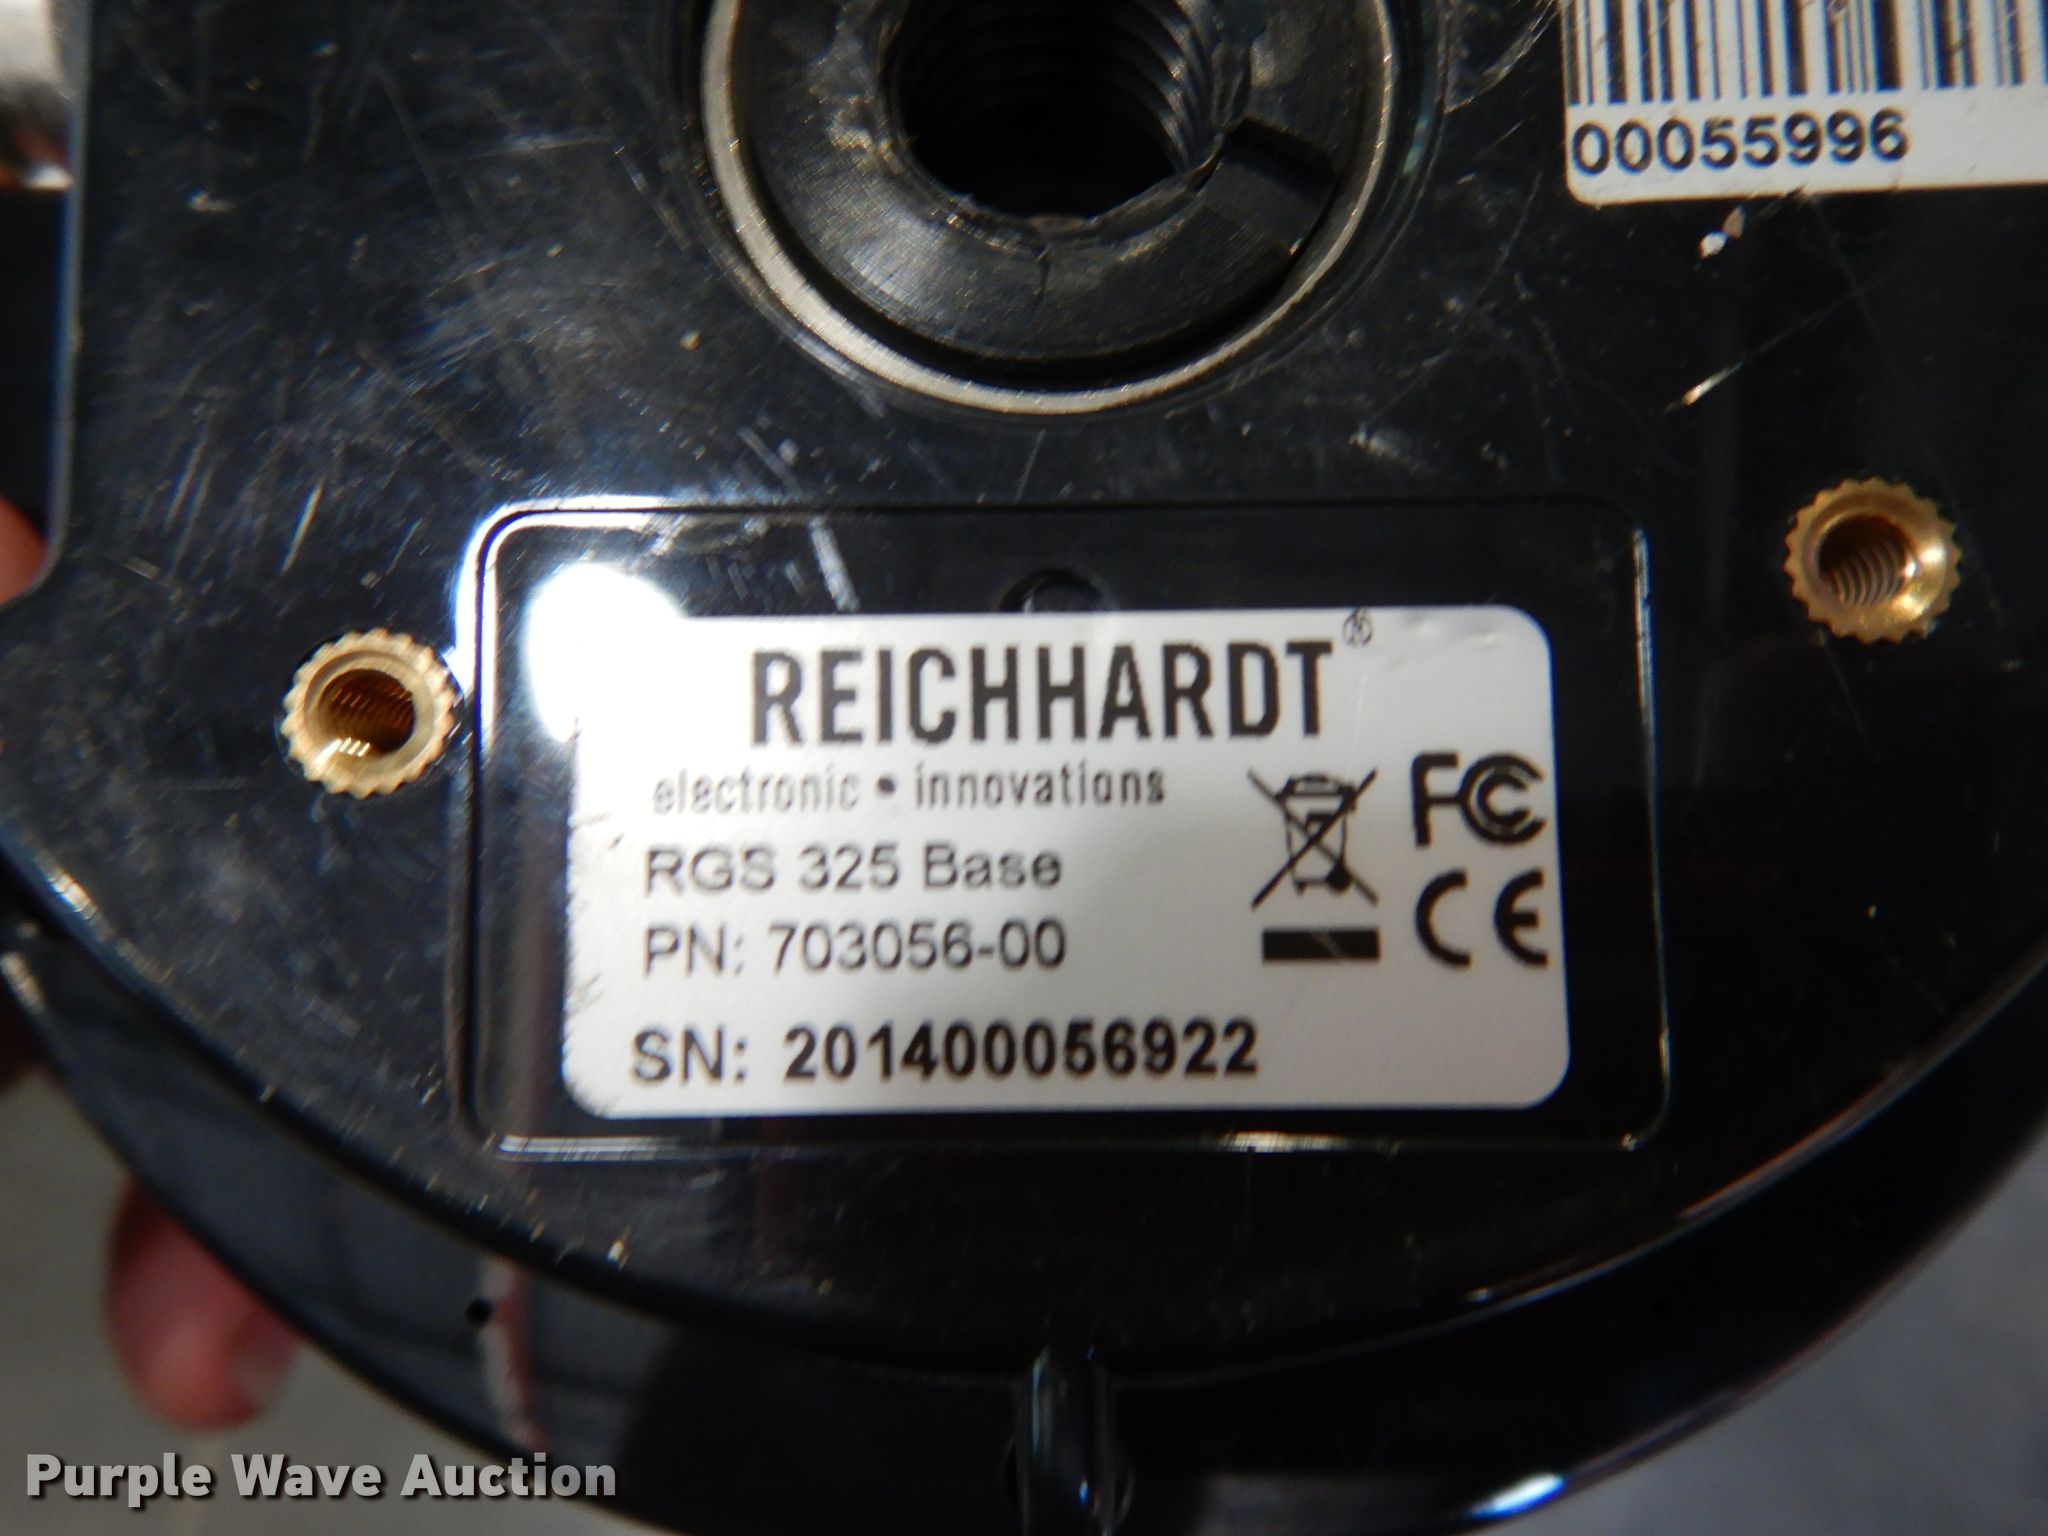 00055996
REICHHARDT®
electronic • innovations
RGS 325 Base
PN: 703056-00
FC
CE
SN: 201400056922
Purple Wave Auction